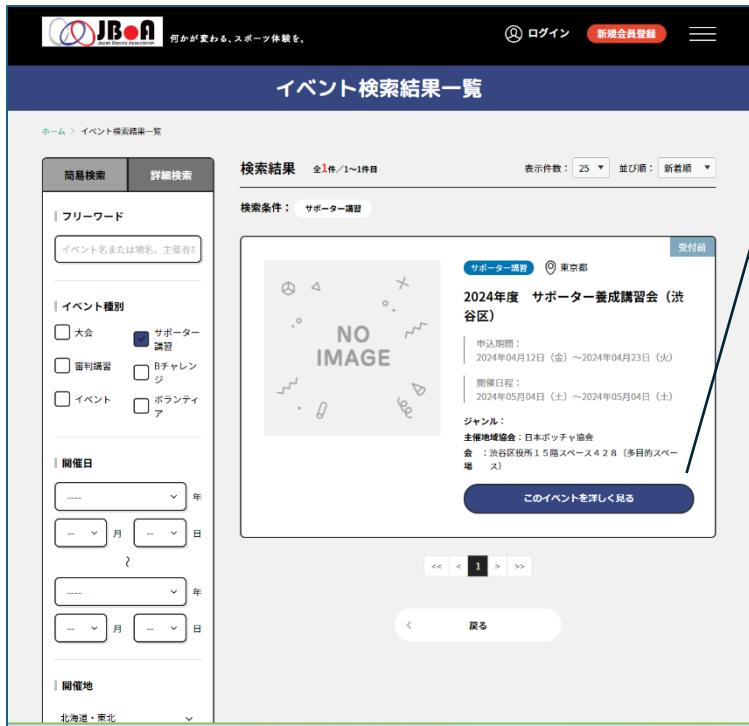 JBoA
Japan Boccia Association
何かが変わる、スポーツ体験を。
ログイン
新規会員登録
イベント検索結果一覧
ホーム > イベント検索結果一覧
簡易検索
詳細検索
フリーワード
イベント名または地名、主催者な
イベント種別
大会
サポーター
講習
審判講習
Bチャレン
ジ
イベント
ボランティ
ア
開催日
---- 年
-- 月 -- 日
~
---- 年
-- 月 -- 日
開催地
北海道・東北
検索結果 全1件/1~1件目
表示件数： 25 ▼ 並び順： 新着順 ▼
検索条件： サポーター講習
受付前
NO
IMAGE
サポーター講習 東京都
2024年度 サポーター養成講習会（渋
谷区）
申込期間：
2024年04月12日（金）～2024年04月23日（火）
開催日程：
2024年05月04日（土）～2024年05月04日（土）
ジャンル：
主催地域協会：日本ボッチャ協会
会 ：渋谷区役所１５階スペース４２８（多目的スペー
場 ス）
このイベントを詳しく見る
<< < 1 > >>
< 戻る